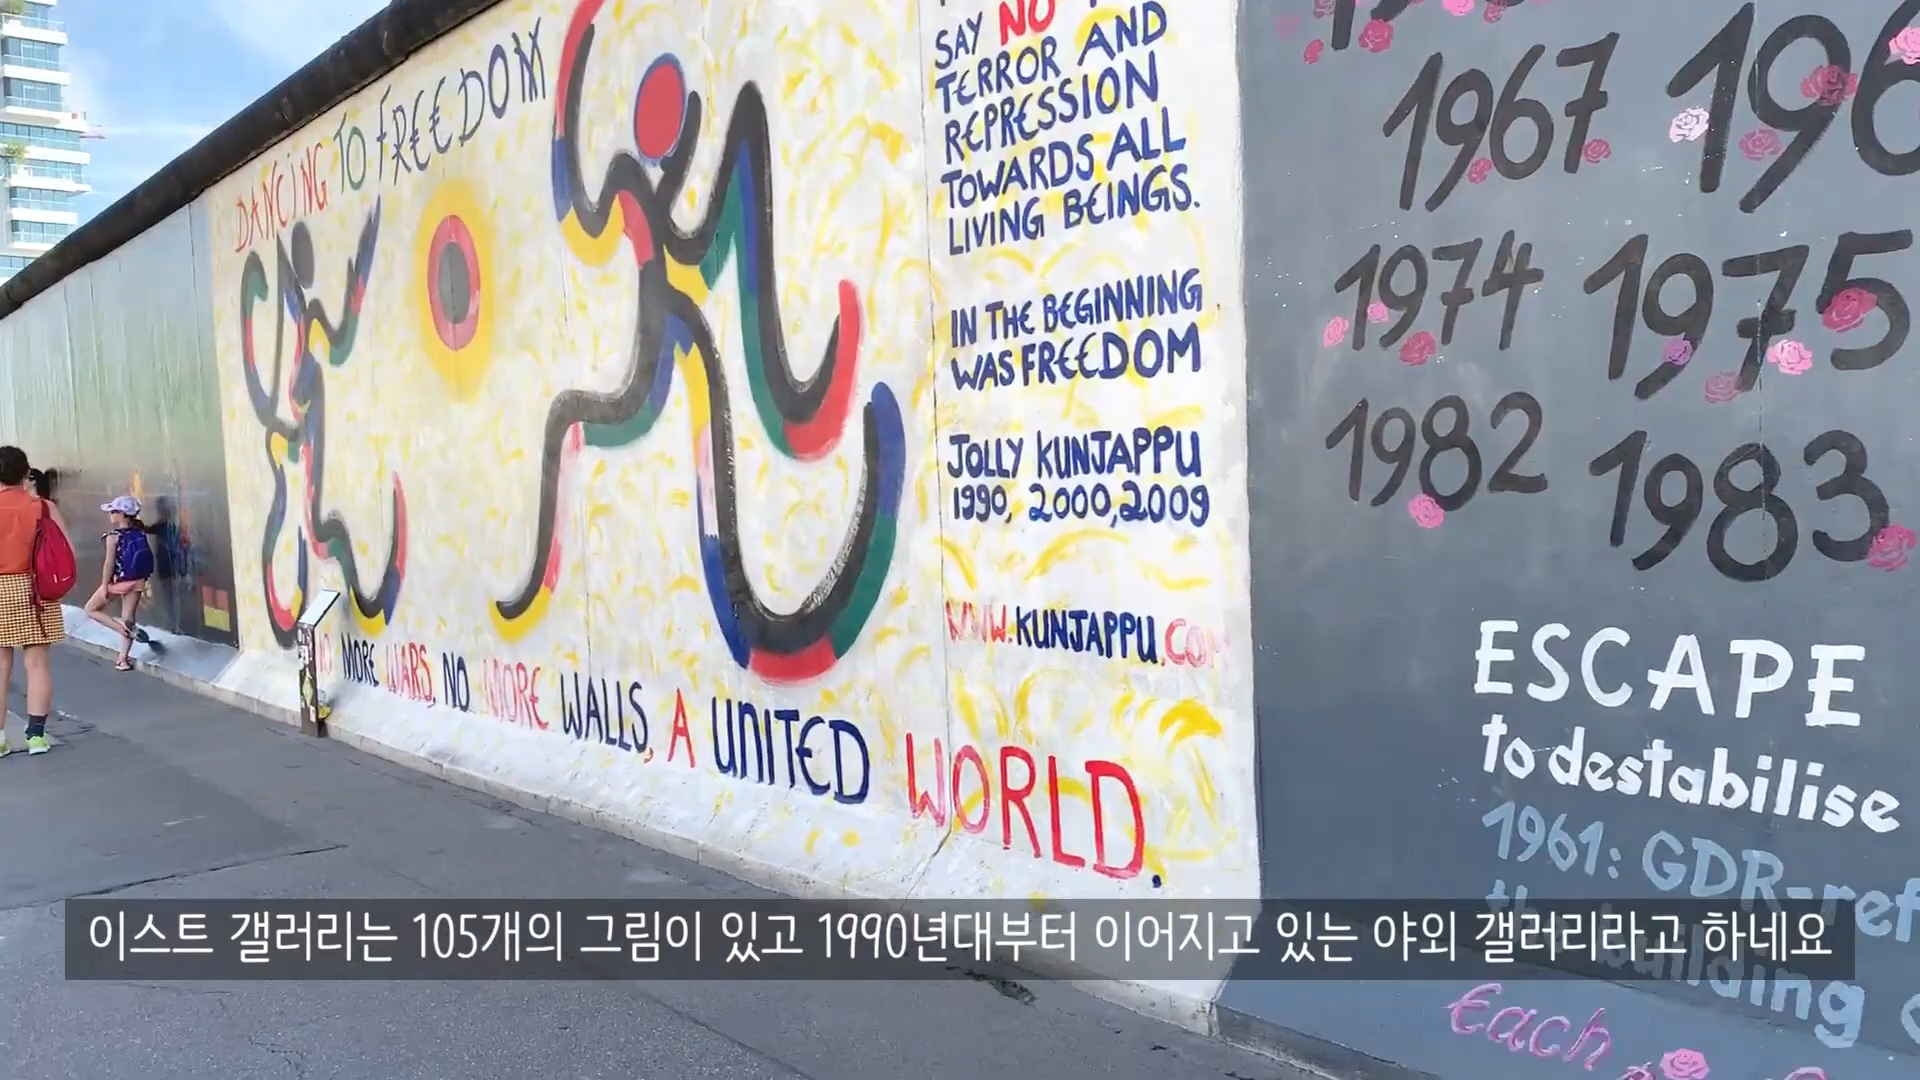 DANCING TO FREEDOM
SAY NO
TERROR AND
REPRESSION
TOWARDS ALL
LIVING BEINGS.
IN THE BEGINNING
WAS FREEDOM
JOLLY KUNJAPPU
1990, 2000, 2009
WWW.KUNJAPPU.COM
NO MORE WARS, NO MORE WALLS, A UNITED WORLD.
1967
1974 1975
1982 1983
ESCAPE
to destabilise
1961: GDR-ref
the building
Each
이스트 갤러리는 105개의 그림이 있고 1990년대부터 이어지고 있는 야외 갤러리라고 하네요